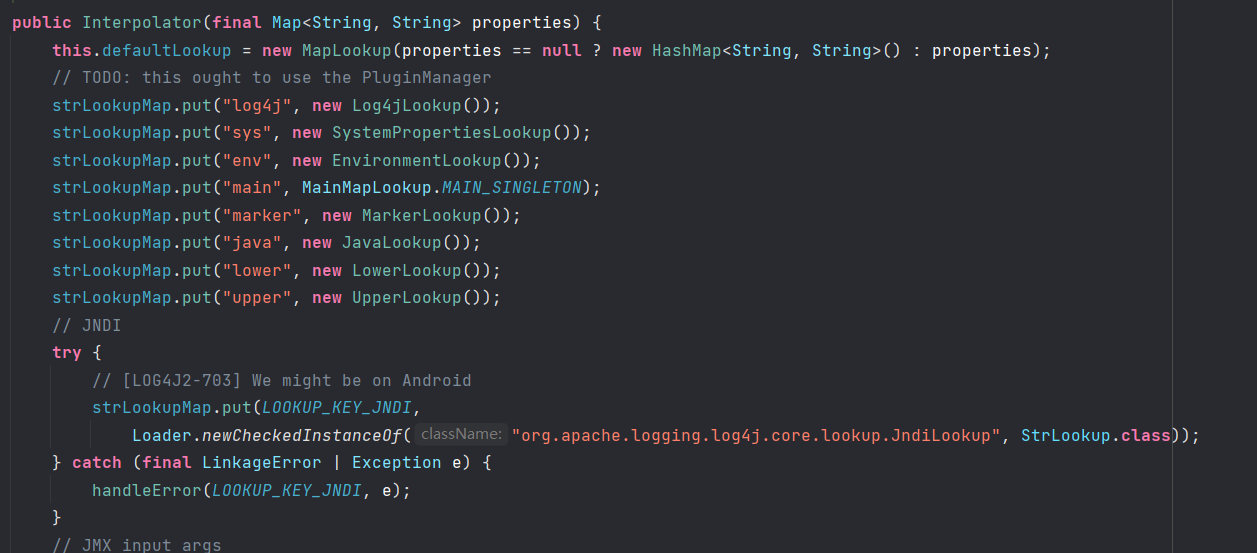 public Interpolator(final Map<String, String> properties) {
this.defaultLookup = new MapLookup(properties == null ? new HashMap<String, String>() : properties);
// TODO: this ought to use the PluginManager
strLookupMap.put("log4j", new Log4jLookup());
strLookupMap.put("sys", new SystemPropertiesLookup());
strLookupMap.put("env", new EnvironmentLookup());
strLookupMap.put("main", MainMapLookup.MAIN_SINGLETON);
strLookupMap.put("marker", new MarkerLookup());
strLookupMap.put("java", new JavaLookup());
strLookupMap.put("lower", new LowerLookup());
strLookupMap.put("upper", new UpperLookup());
// JNDI
try {
// [LOG4J2-703] We might be on Android
strLookupMap.put(LOOKUP_KEY_JNDI,
Loader.newCheckedInstanceOf( className: "org.apache.logging.log4j.core.lookup.JndiLookup", StrLookup.class));
} catch (final LinkageError | Exception e) {
handleError(LOOKUP_KEY_JNDI, e);
}
// JMX input args